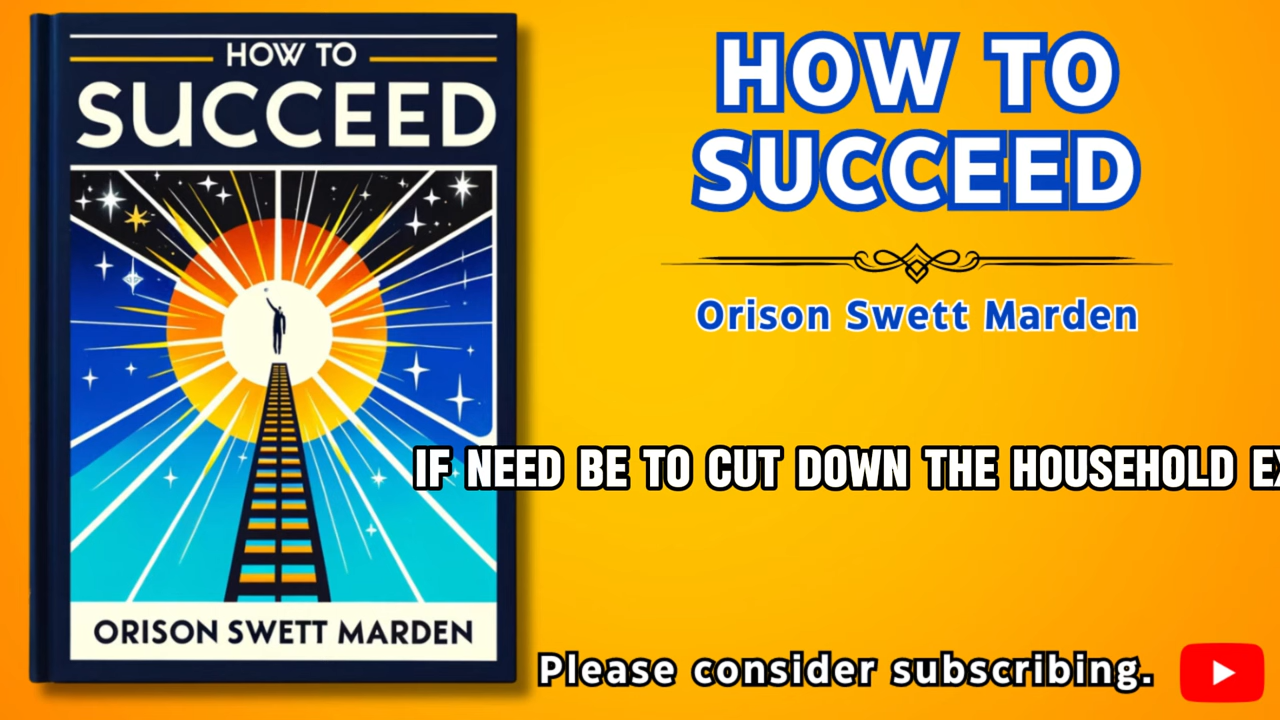 HOW TO
SUCCEED
ORISON SWETT MARDEN
HOW TO
SUCCEED
Orison Swett Marden
IF NEED BE TO CUT DOWN THE HOUSEHOLD
Please consider subscribing.